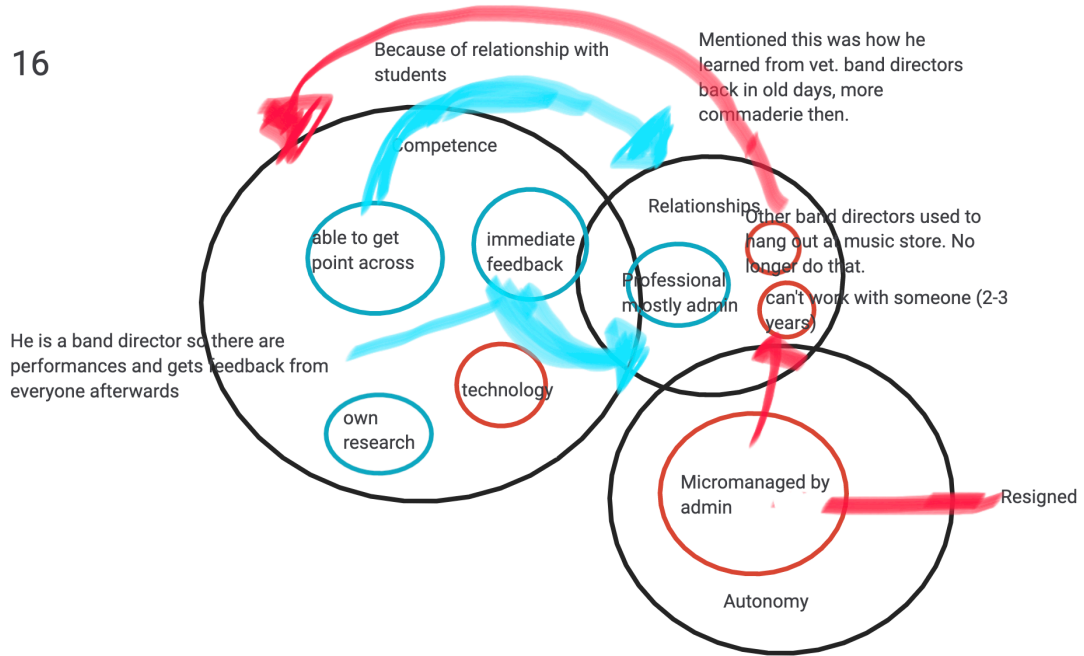 16
Because of relationship with
students
Mentioned this was how he
learned from vet. band directors
back in old days, more
commaderie then.
Competence
able to get
point across
immediate
feedback
Relationships
Other band directors used to
hang out at music store. No
longer do that.
Professional
mostly admin
can't work with someone (2-3
years)
He is a band director so there are
performances and gets feedback from
everyone afterwards
technology
own
research
Micromanaged by
admin
Resigned
Autonomy